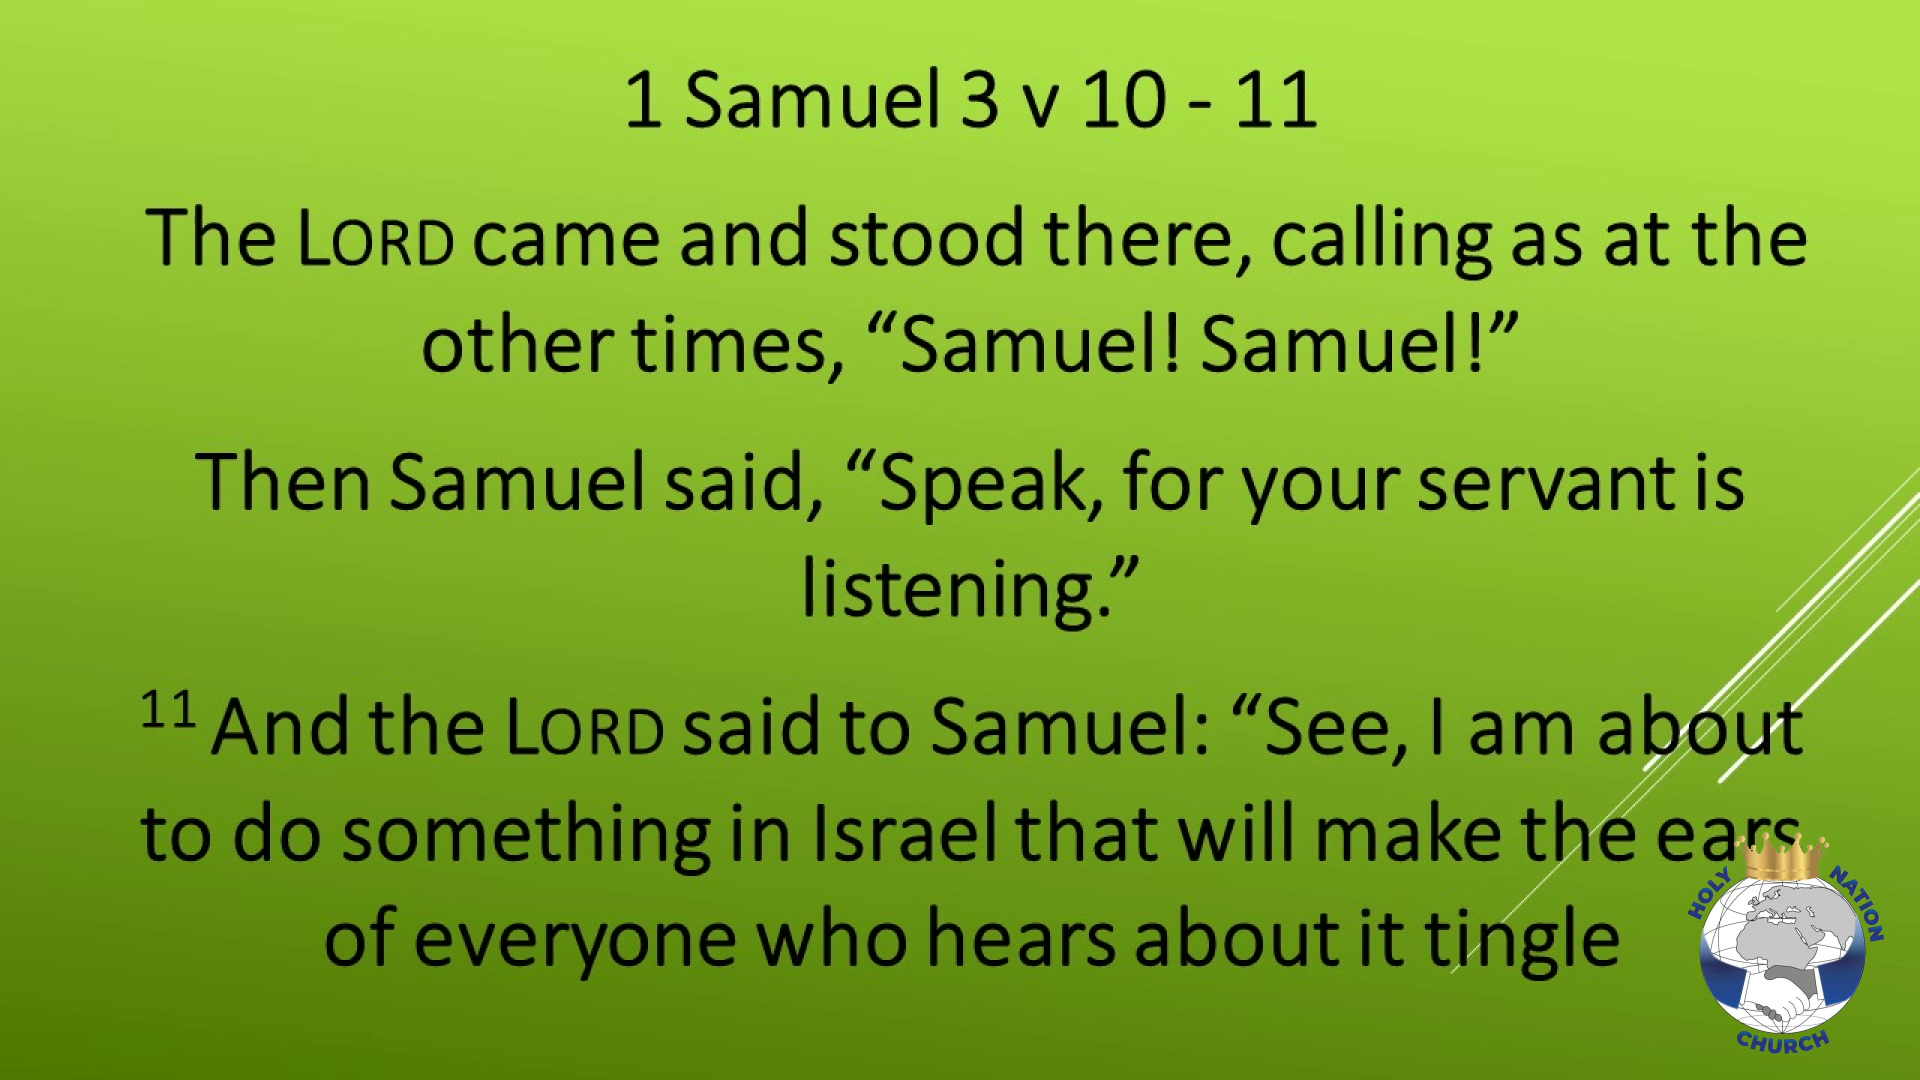 1 Samuel 3 v 10 - 11
The LORD came and stood there, calling as at the
other times, “Samuel! Samuel!”
Then Samuel said, “Speak, for your servant is
listening.”
11 And the LORD said to Samuel: “See, I am about
to do something in Israel that will make the ears
of everyone who hears about it tingle
HOLY NATION
CHURCH